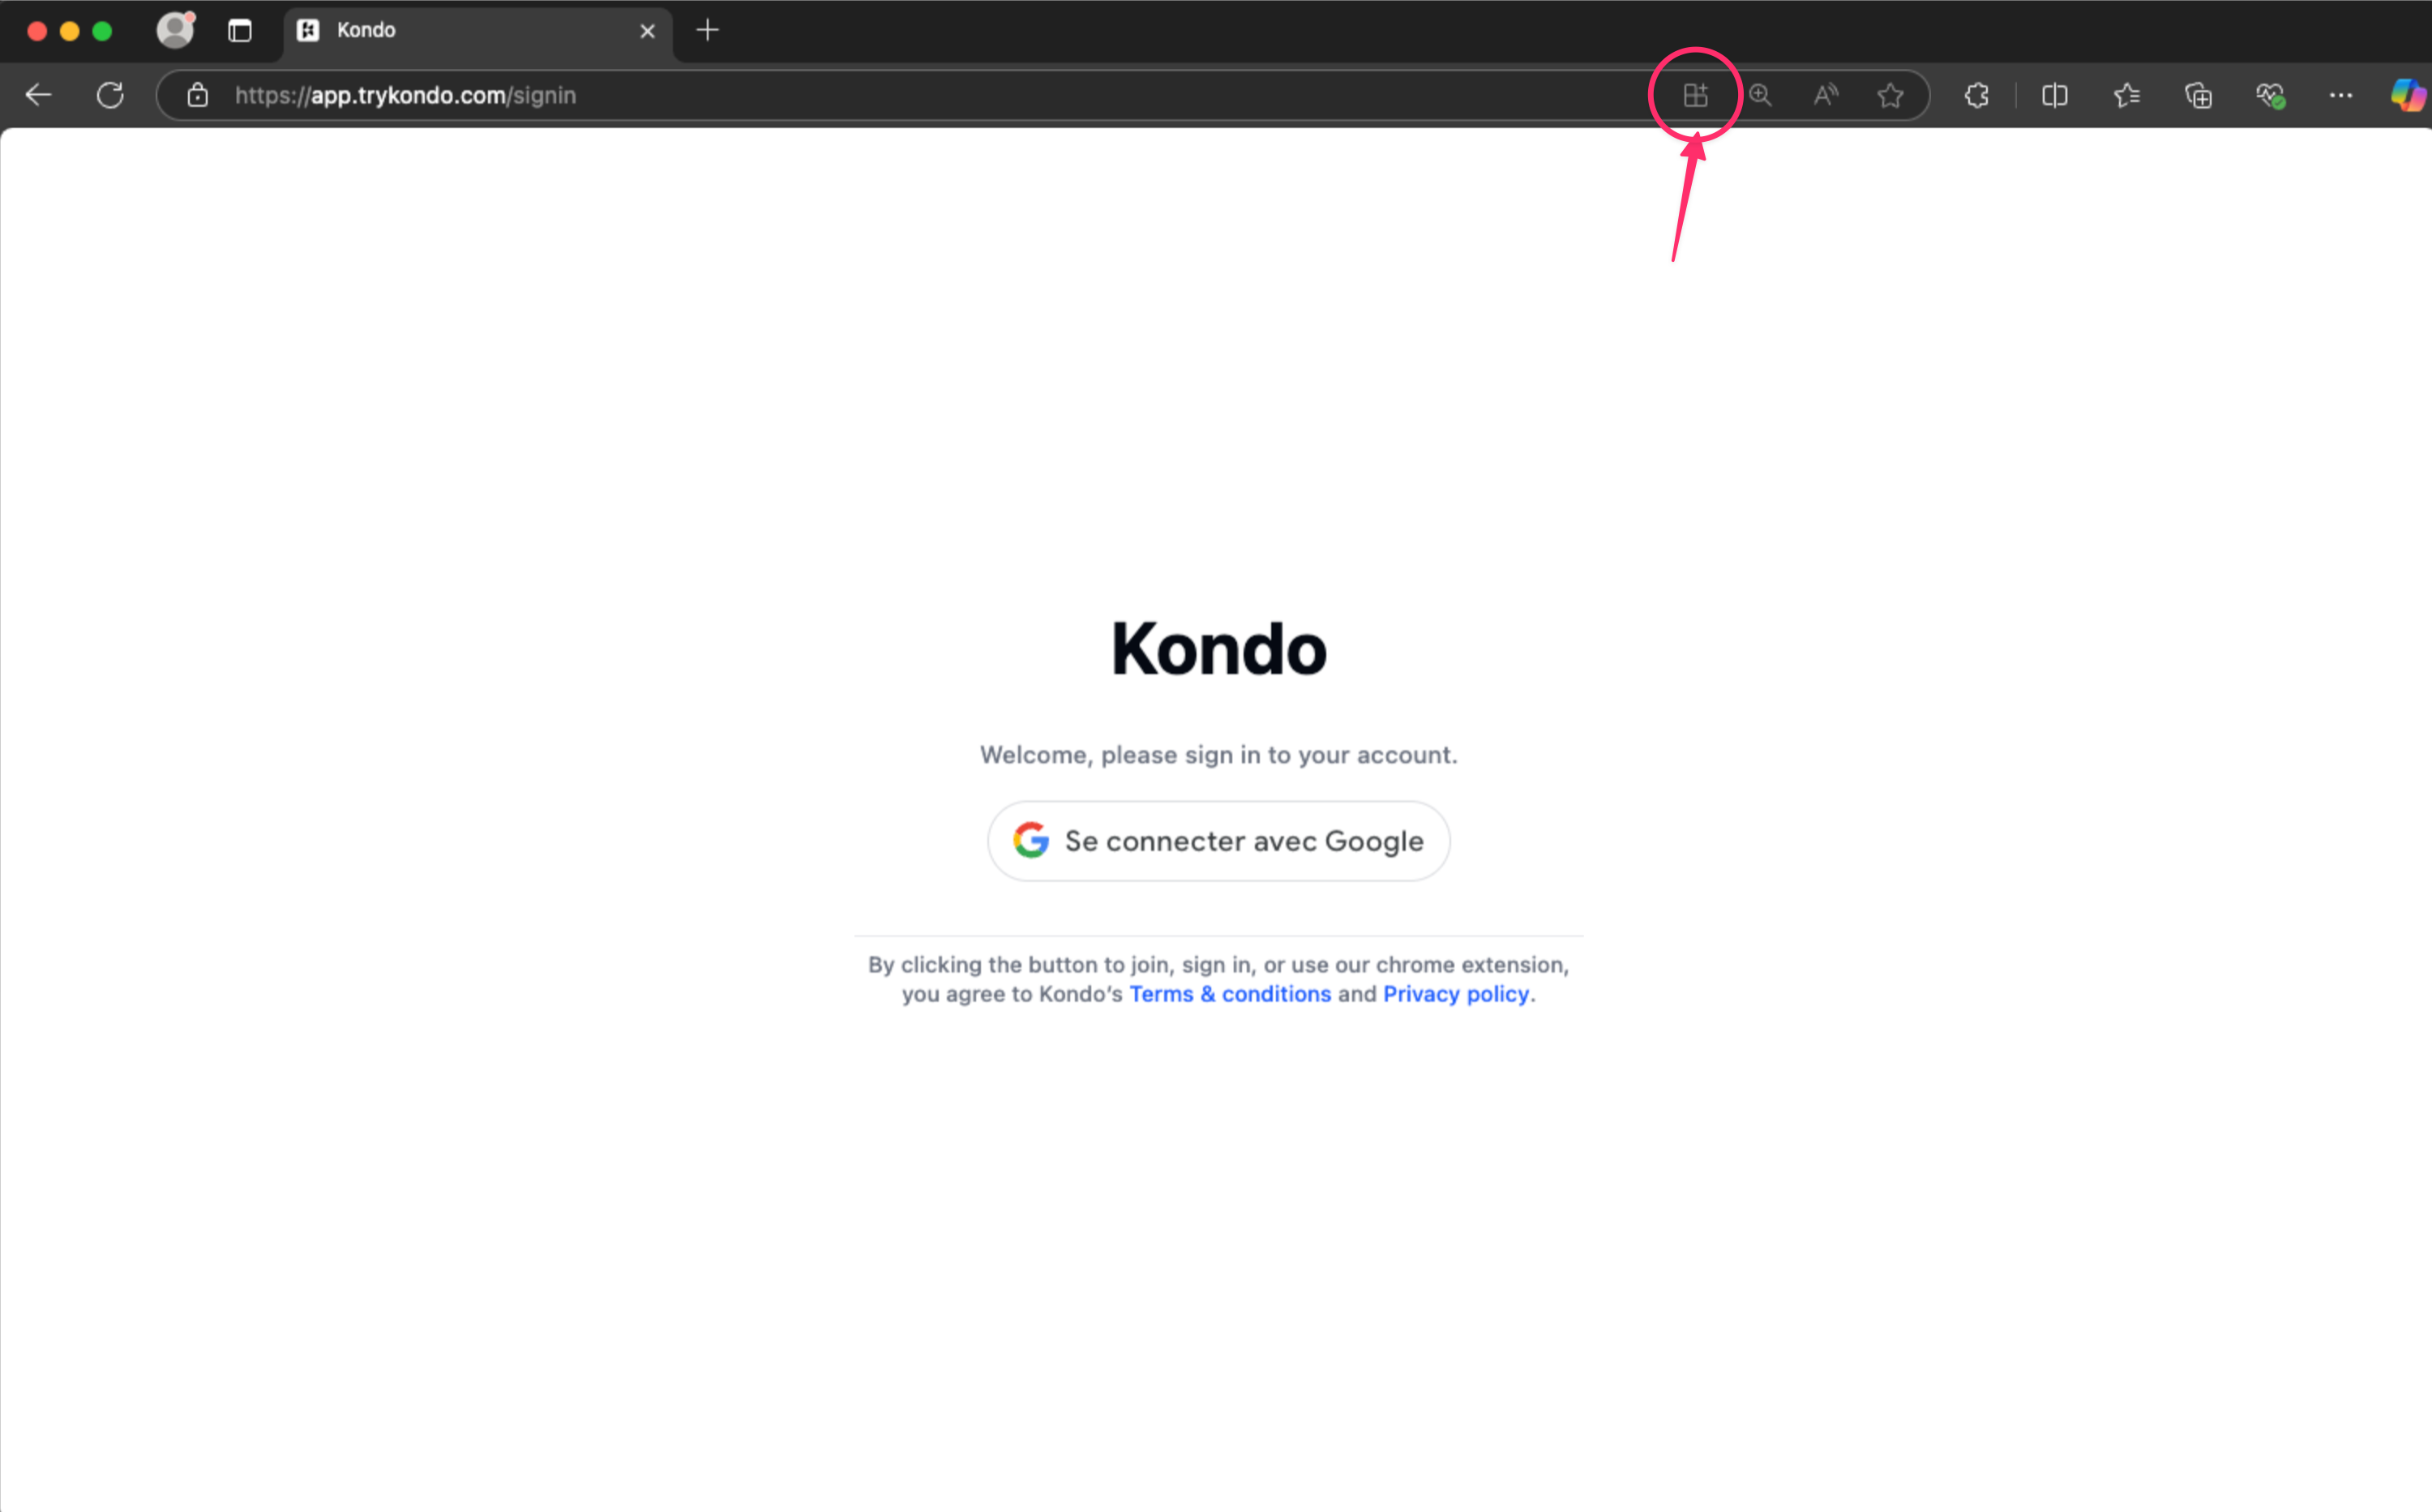 Kondo
https://app.trykondo.com/signin
Kondo
Welcome, please sign in to your account.
Se connecter avec Google
By clicking the button to join, sign in, or use our chrome extension,
you agree to Kondo’s Terms & conditions and Privacy policy.